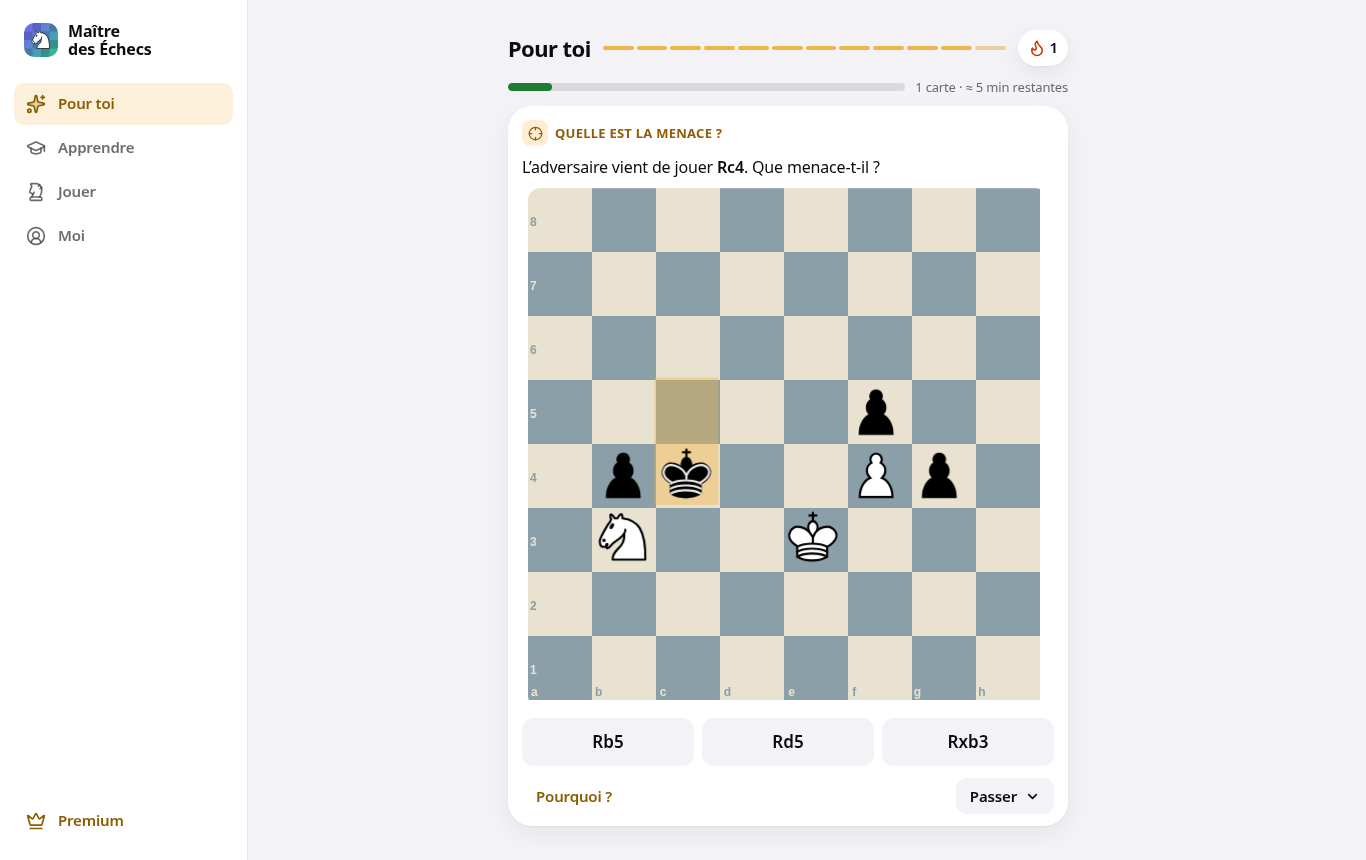 Maître
des Échecs
Pour toi
Apprendre
Jouer
Moi
Premium
Pour toi
1
1 carte · ≈ 5 min restantes
QUELLE EST LA MENACE ?
L’adversaire vient de jouer Rc4. Que menace-t-il ?
8
7
6
5
4
3
2
1
a b c d e f g h
Rb5 Rd5 Rxb3
Pourquoi ?
Passer